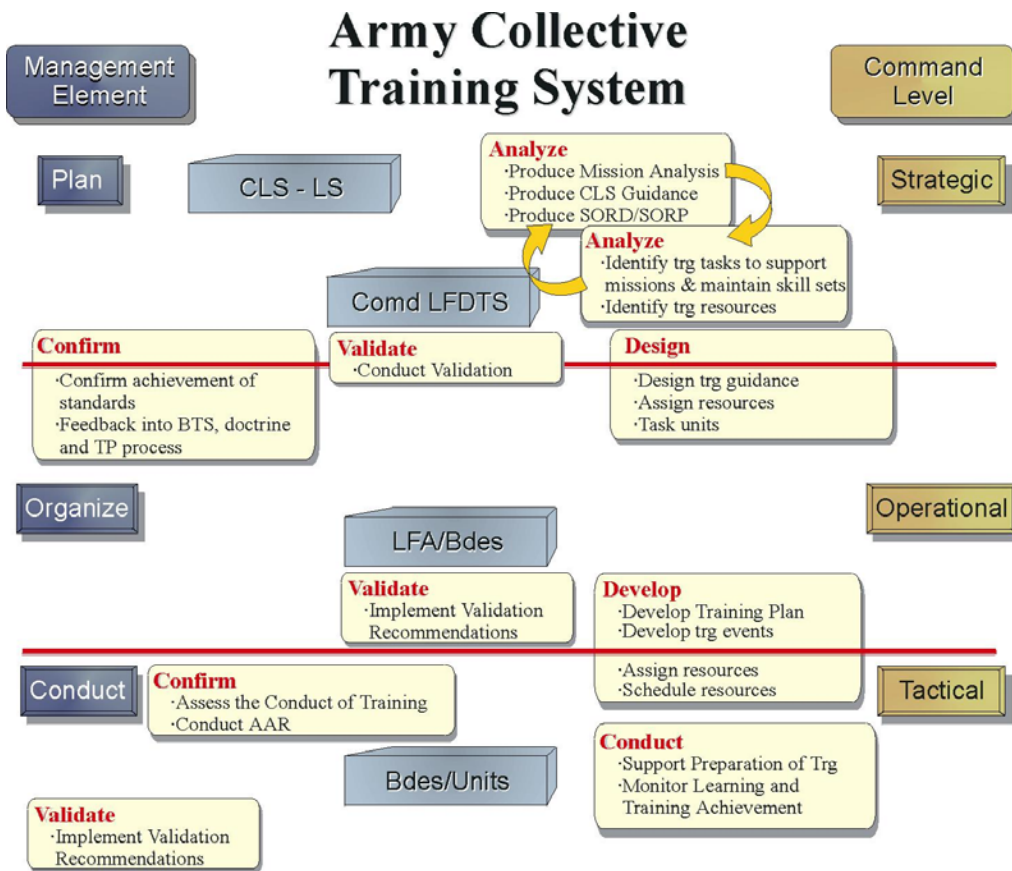 Army Collective
Training System
Management
Element
Command
Level
Plan
CLS - LS
Analyze
·Produce Mission Analysis
·Produce CLS Guidance
·Produce SORD/SORP
Strategic
Analyze
·Identify trg tasks to support
missions & maintain skill sets
·Identify trg resources
Comd LFDTS
Confirm
·Confirm achievement of
standards
·Feedback into BTS, doctrine
and TP process
Validate
·Conduct Validation
Design
·Design trg guidance
·Assign resources
·Task units
Organize
LFA/Bdes
Operational
Validate
·Implement Validation
Recommendations
Develop
·Develop Training Plan
·Develop trg events
·Assign resources
·Schedule resources
Conduct
Confirm
·Assess the Conduct of Training
·Conduct AAR
Tactical
Bdes/Units
Conduct
·Support Preparation of Trg
·Monitor Learning and
Training Achievement
Validate
·Implement Validation
Recommendations